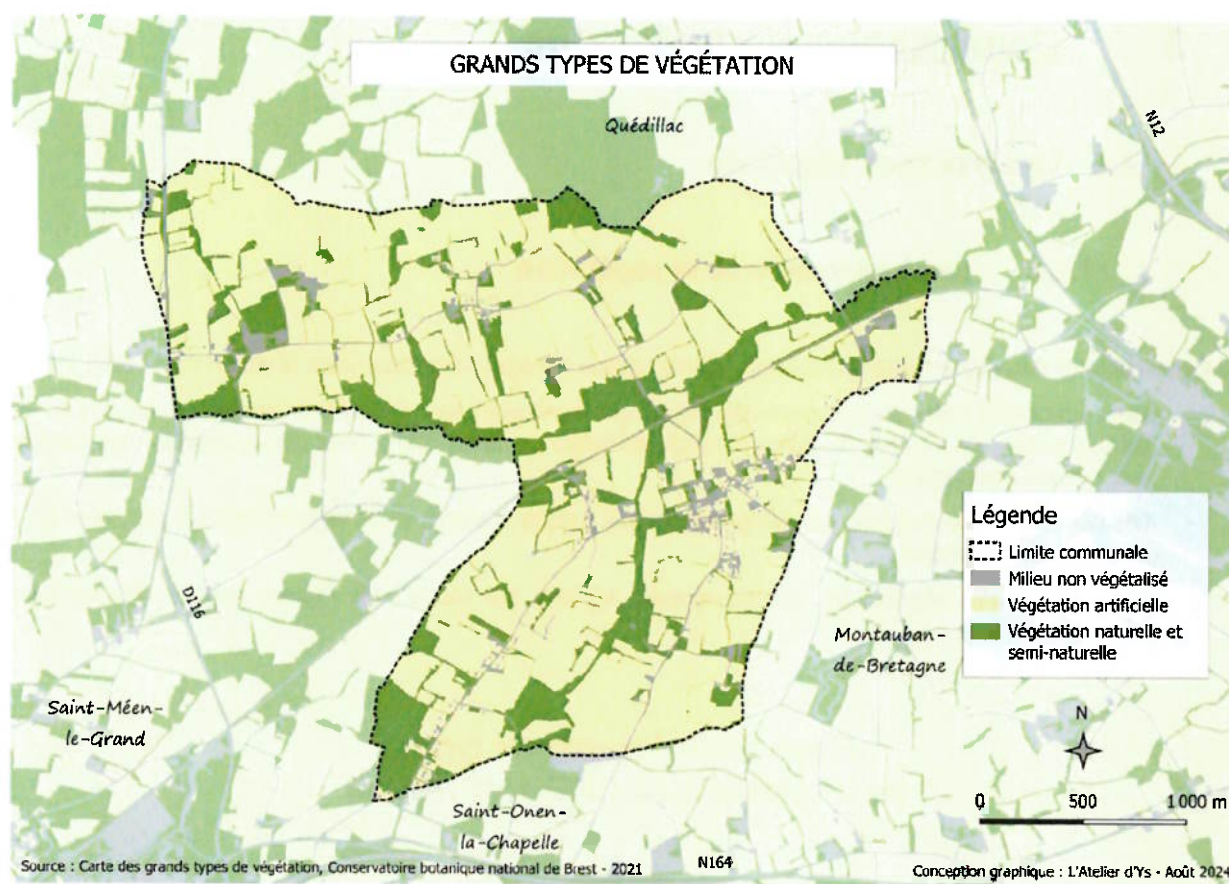 GRANDS TYPES DE VÉGÉTATION
Quédillac
N12
Légende
Limite communale
Milieu non végétalisé
Végétation artificielle
Végétation naturelle et
semi-naturelle
D116
Montauban-
de-Bretagne
Saint-Méen-
le-Grand
N
0 500 1 000 m
Saint-Onen-
la-Chapelle
N164
Source : Carte des grands types de végétation, Conservatoire botanique national de Brest - 2021
Conception graphique : L'Atelier d'Ys - Août 2024